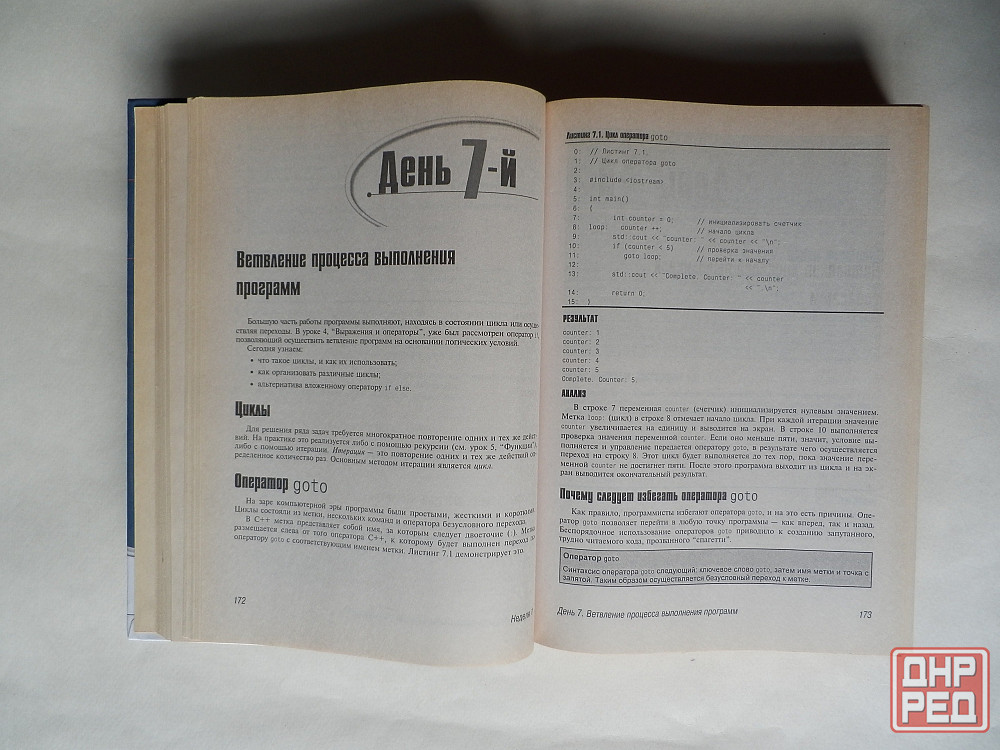 День 7-й
Ветвление процесса выполнения
программ
Большую часть работы программы выполняют, находясь в состоянии цикла или осуще-
ствляя переходы. В уроке 4, "Выражения и операторы", уже был рассмотрен оператор if,
позволяющий осуществить ветвление программ на основании логических условий.
Сегодня узнаем:
• что такое циклы, и как их использовать;
• как организовать различные циклы;
• альтернатива вложенному оператору if else.
Циклы
Для решения ряда задач требуется многократное повторение одних и тех же дейст-
вий. На практике это реализуется либо с помощью рекурсии (см. урок 5, "Функции"),
либо с помощью итерации. Итерация — это повторение одних и тех же действий оп-
ределенное количество раз. Основным методом итерации является цикл.
Оператор goto
На заре компьютерной эры программы были простыми, жесткими и короткими.
Циклы состояли из метки, нескольких команд и оператора безусловного перехода.
В C++ метка представляет собой имя, за которым следует двоеточие (:). Метка
размещается слева от того оператора C++, к которому будет выполнен переход по
оператору goto с соответствующим именем метки. Листинг 7.1 демонстрирует это.
172
Неделя
Листинг 7.1. Цикл оператора goto
0: // Листинг 7.1.
1: // Цикл оператора goto
2:
3: #include <iostream>
4:
5: int main()
6: {
7: int counter = 0; // инициализировать счетчик
8: loop: counter ++; // начало цикла
9: std::cout << "counter: " << counter << "\n";
10: if (counter < 5) // проверка значения
11: goto loop; // перейти к началу
12:
13: std::cout << "Complete. Counter: " << counter
<< ".\n";
14: return 0;
15: }
РЕЗУЛЬТАТ
counter: 1
counter: 2
counter: 3
counter: 4
counter: 5
Complete. Counter: 5.
АНАЛИЗ
В строке 7 переменная counter (счетчик) инициализируется нулевым значением.
Метка loop: (цикл) в строке 8 отмечает начало цикла. При каждой итерации значение
counter увеличивается на единицу и выводится на экран. В строке 10 выполняется
проверка значения переменной counter. Если оно меньше пяти, значит, условие вы-
полняется и управление передается оператору goto, в результате чего осуществляется
переход на строку 8. Этот цикл будет выполняться до тех пор, пока значение пере-
менной counter не достигнет пяти. После этого программа выходит из цикла и на эк-
ран выводится окончательный результат.
Почему следует избегать оператора goto
Как правило, программисты избегают оператора goto, и на это есть причины. Опе-
ратор goto позволяет перейти в любую точку программы — как вперед, так и назад.
Беспорядочное использование операторов goto приводило к созданию запутанного,
трудно читаемого кода, прозванного "спагетти".
Оператор goto
Синтаксис оператора goto следующий: ключевое слово goto, затем имя метки и точка с
запятой. Таким образом осуществляется безусловный переход к метке.
День 7. Ветвление процесса выполнения программ
173
ДНР
РЕД